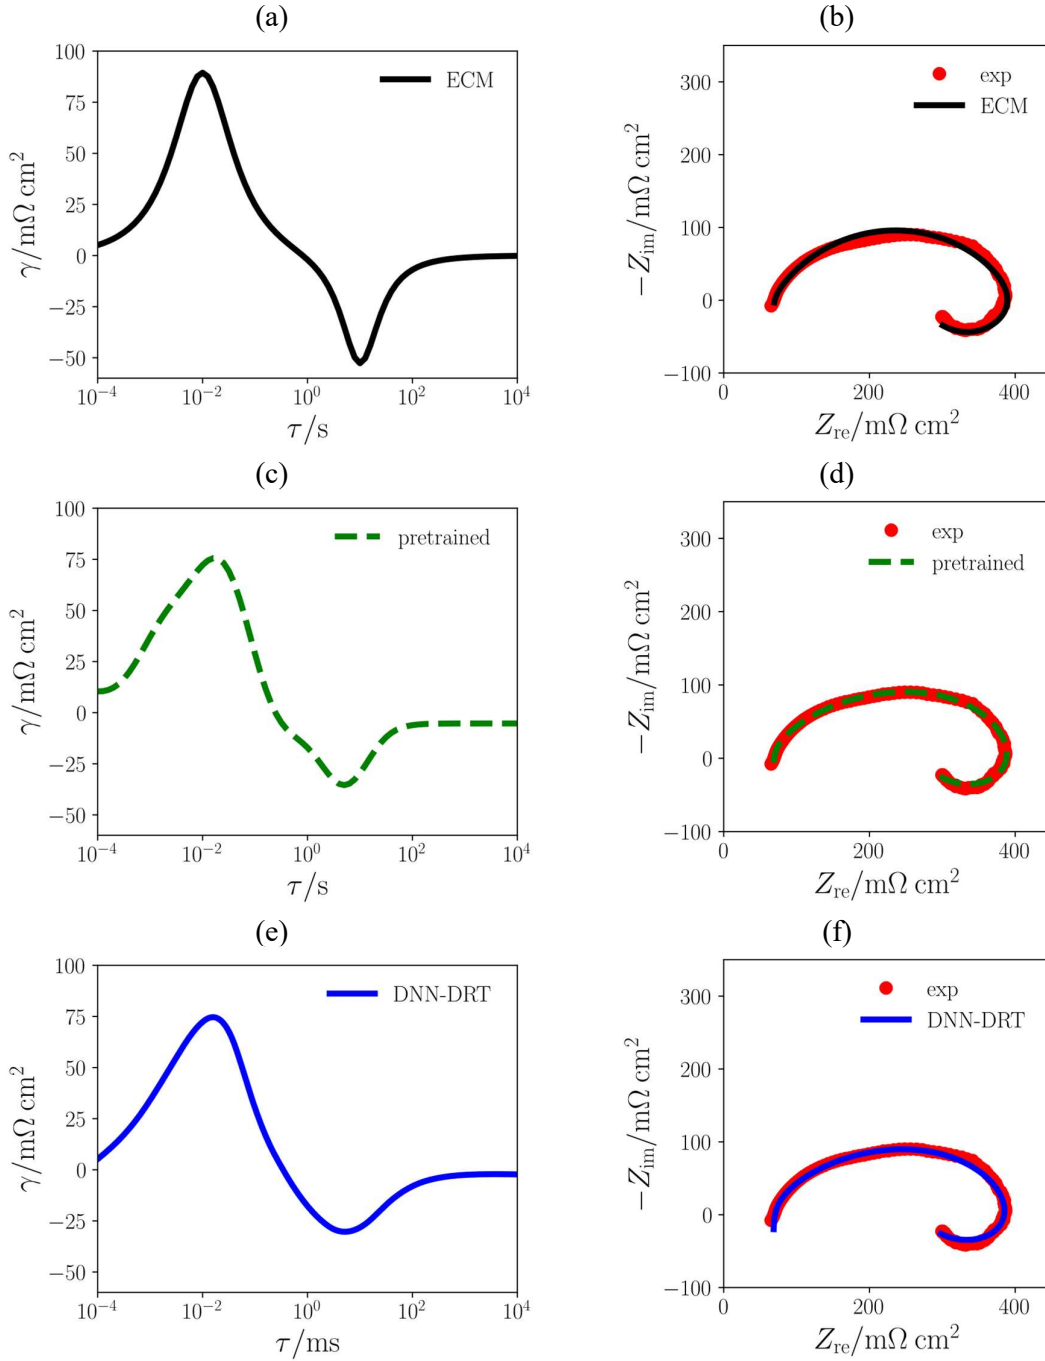 (a)
100
75
50
25
0
−25
−50
γ/mΩ cm²
ECM
10⁻⁴ 10⁻² 10⁰ 10² 10⁴
τ/s
(b)
300
200
100
0
−100
−Z_im/mΩ cm²
exp
ECM
0 200 400
Z_re/mΩ cm²
(c)
100
75
50
25
0
−25
−50
γ/mΩ cm²
pretrained
10⁻⁴ 10⁻² 10⁰ 10² 10⁴
τ/s
(d)
300
200
100
0
−100
−Z_im/mΩ cm²
exp
pretrained
0 200 400
Z_re/mΩ cm²
(e)
100
75
50
25
0
−25
−50
γ/mΩ cm²
DNN-DRT
10⁻⁴ 10⁻² 10⁰ 10² 10⁴
τ/ms
(f)
300
200
100
0
−100
−Z_im/mΩ cm²
exp
DNN-DRT
0 200 400
Z_re/mΩ cm²